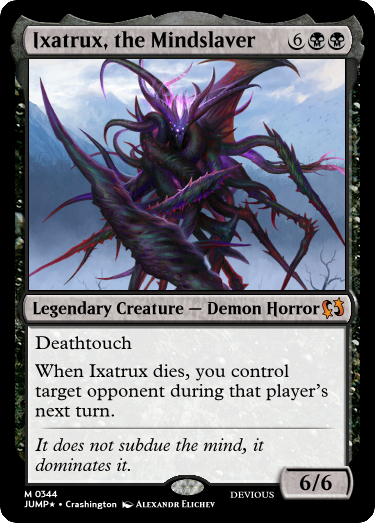 Ixatrux, the Mindslaver 6
Legendary Creature — Demon Horror
Deathtouch
When Ixatrux dies, you control
target opponent during that player's
next turn.
It does not subdue the mind, it
dominates it.
6/6
M 0344
DEVIOUS
JUMP★ • Crashington Alexandr Elichev